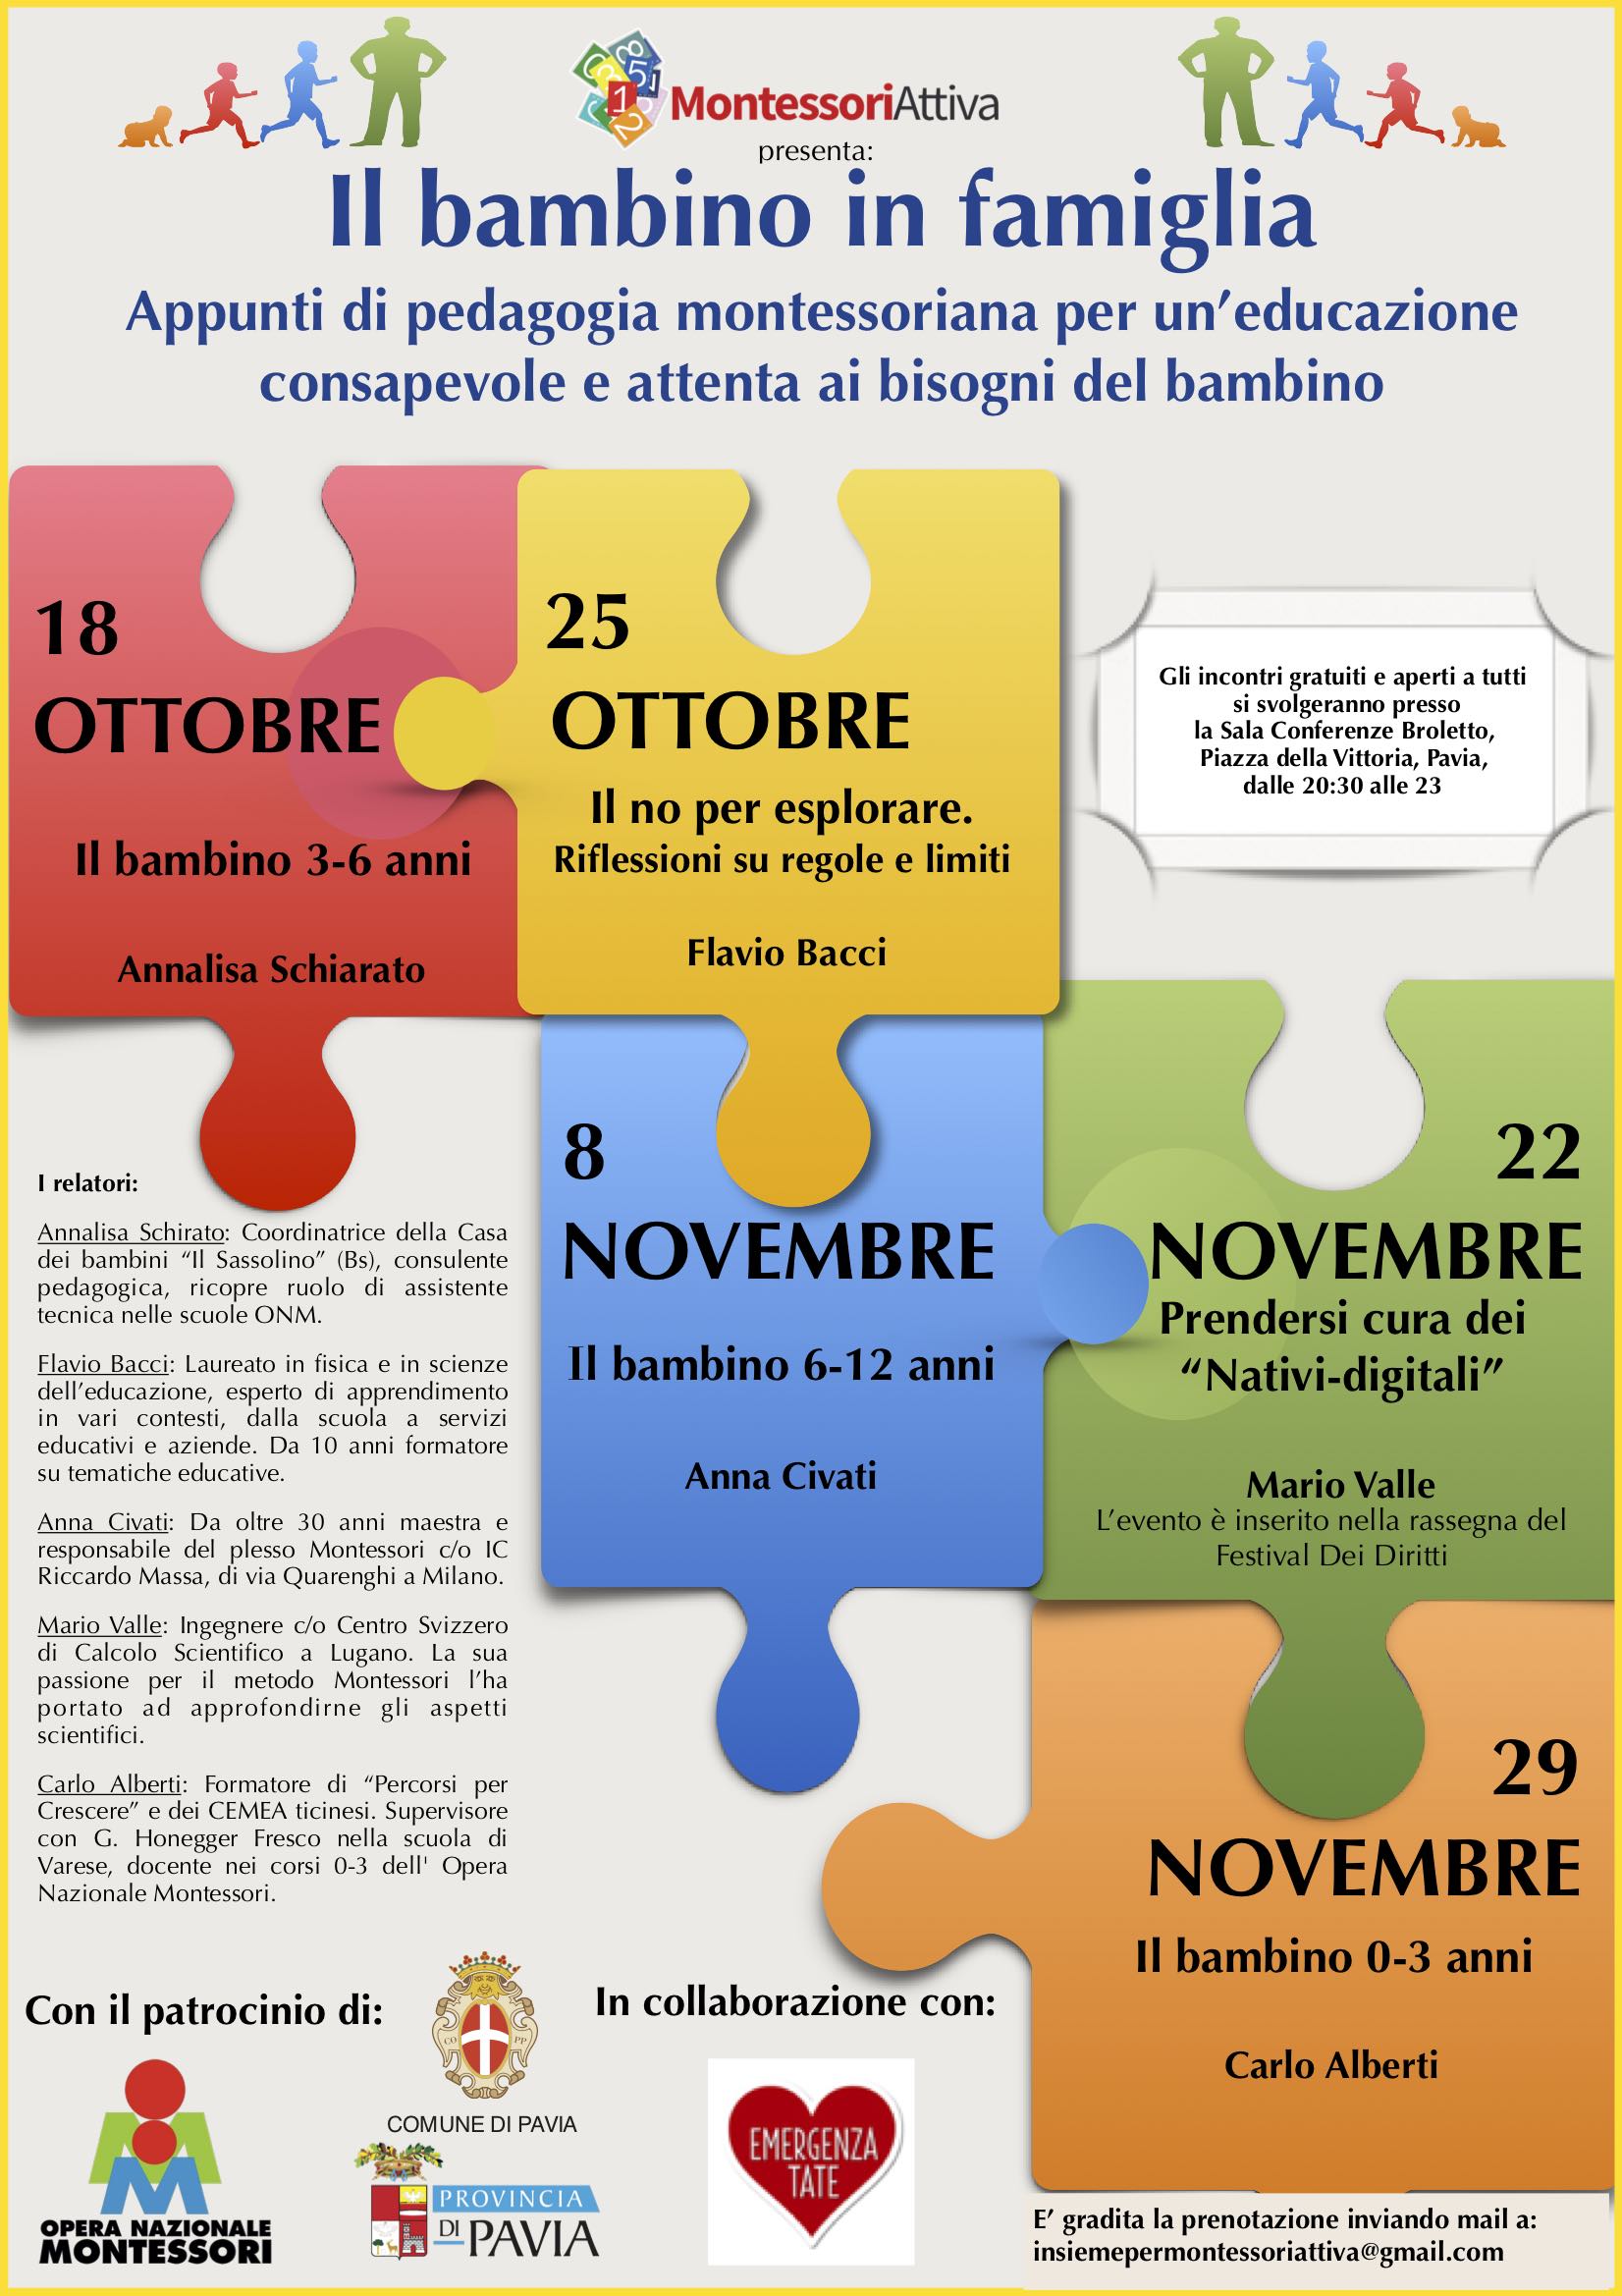 MontessoriAttiva
presenta:
Il bambino in famiglia
Appunti di pedagogia montessoriana per un’educazione
consapevole e attenta ai bisogni del bambino
18
OTTOBRE
Il bambino 3-6 anni
Annalisa Schiarato
25
OTTOBRE
Il no per esplorare.
Riflessioni su regole e limiti
Flavio Bacci
Gli incontri gratuiti e aperti a tutti
si svolgeranno presso
la Sala Conferenze Broletto,
Piazza della Vittoria, Pavia,
dalle 20:30 alle 23
8
NOVEMBRE
Il bambino 6-12 anni
Anna Civati
22
NOVEMBRE
Prendersi cura dei
“Nativi-digitali”
Mario Valle
L’evento è inserito nella rassegna del
Festival Dei Diritti
I relatori:
Annalisa Schirato: Coordinatrice della Casa
dei bambini “Il Sassolino” (Bs), consulente
pedagogica, ricopre ruolo di assistente
tecnica nelle scuole ONM.
Flavio Bacci: Laureato in fisica e in scienze
dell’educazione, esperto di apprendimento
in vari contesti, dalla scuola a servizi
educativi e aziende. Da 10 anni formatore
su tematiche educative.
Anna Civati: Da oltre 30 anni maestra e
responsabile del plesso Montessori c/o IC
Riccardo Massa, di via Quarenghi a Milano.
Mario Valle: Ingegnere c/o Centro Svizzero
di Calcolo Scientifico a Lugano. La sua
passione per il metodo Montessori l’ha
portato ad approfondirne gli aspetti
scientifici.
Carlo Alberti: Formatore di “Percorsi per
Crescere” e dei CEMEA ticinesi. Supervisore
con G. Honegger Fresco nella scuola di
Varese, docente nei corsi 0-3 dell' Opera
Nazionale Montessori.
29
NOVEMBRE
Il bambino 0-3 anni
Carlo Alberti
Con il patrocinio di:
CO PP
COMUNE DI PAVIA
OPERA NAZIONALE
MONTESSORI
PROVINCIA
DI PAVIA
In collaborazione con:
EMERGENZA
TATE
E’ gradita la prenotazione inviando mail a:
insiemepermontessoriattiva@gmail.com